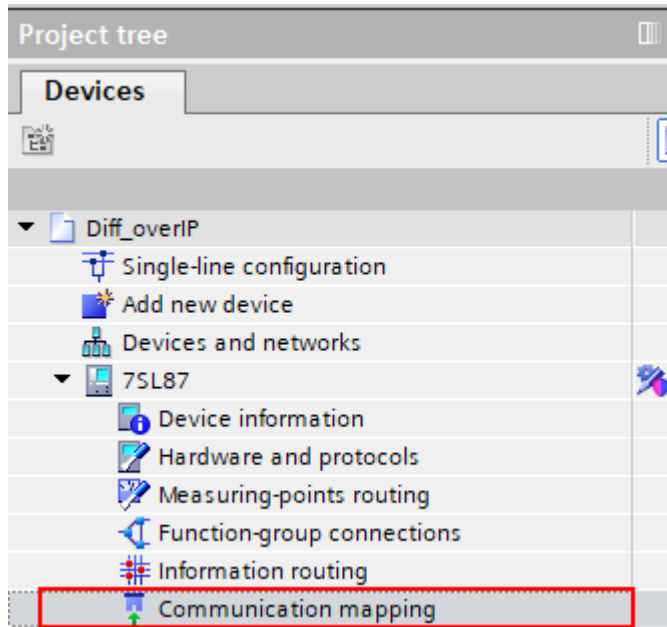 Project tree
Devices
Diff_overIP
Single-line configuration
Add new device
Devices and networks
7SL87
Device information
Hardware and protocols
Measuring-points routing
Function-group connections
Information routing
Communication mapping